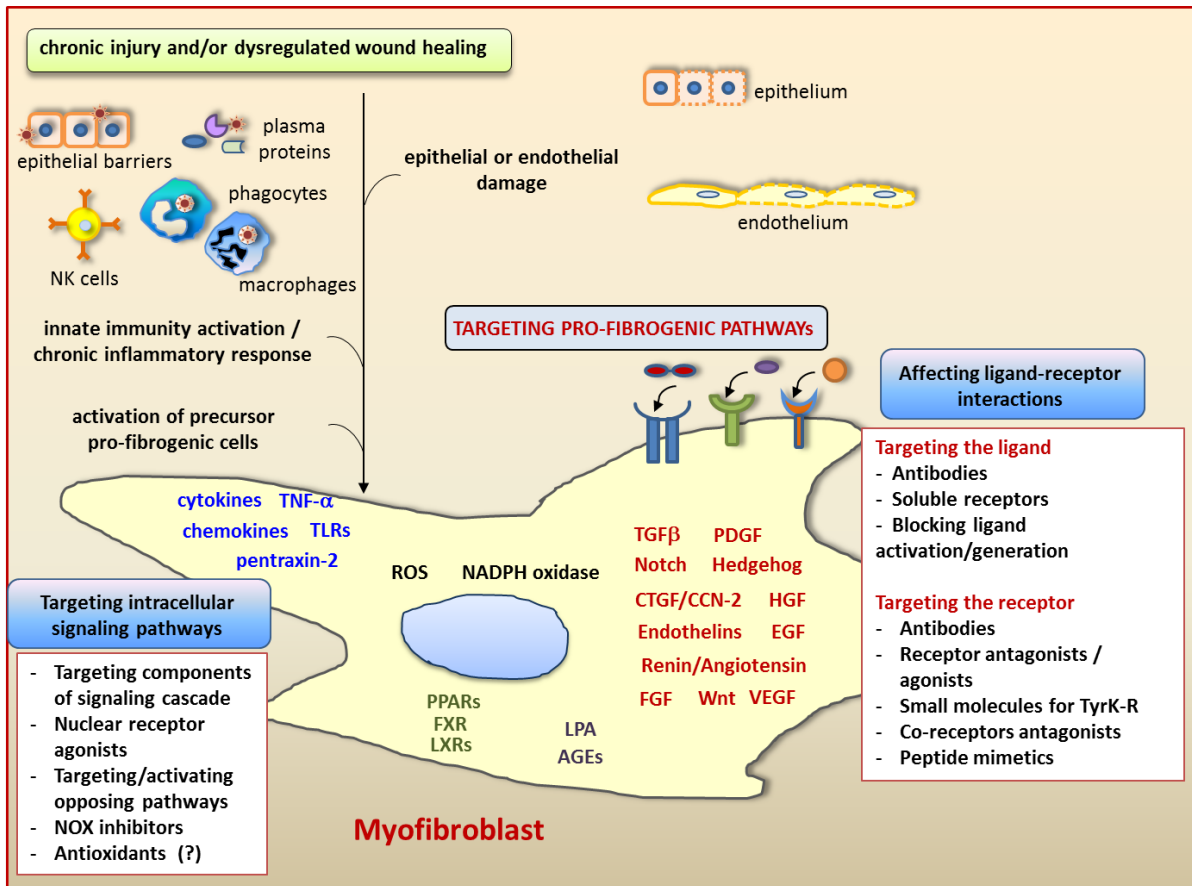 chronic injury and/or dysregulated wound healing
epithelial barriers
plasma
proteins
phagocytes
NK cells
macrophages
epithelial or endothelial
damage
epithelium
endothelium
innate immunity activation /
chronic inflammatory response
activation of precursor
pro-fibrogenic cells
TARGETING PRO-FIBROGENIC PATHWAYs
Affecting ligand-receptor
interactions
Targeting the ligand
- Antibodies
- Soluble receptors
- Blocking ligand
activation/generation
Targeting the receptor
- Antibodies
- Receptor antagonists /
agonists
- Small molecules for TyrK-R
- Co-receptors antagonists
- Peptide mimetics
cytokines TNF-α
chemokines TLRs
pentraxin-2
ROS NADPH oxidase
TGFβ PDGF
Notch Hedgehog
CTGF/CCN-2 HGF
Endothelins EGF
Renin/Angiotensin
FGF Wnt VEGF
PPARs
FXR
LXRs
LPA
AGEs
Targeting intracellular
signaling pathways
- Targeting components
of signaling cascade
- Nuclear receptor
agonists
- Targeting/activating
opposing pathways
- NOX inhibitors
- Antioxidants (?)
Myofibroblast